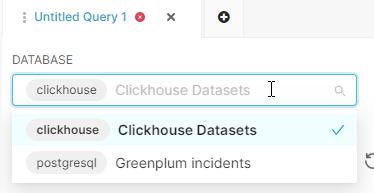 Untitled Query 1
DATABASE
clickhouse Clickhouse Datasets
clickhouse Clickhouse Datasets
postgresql Greenplum incidents